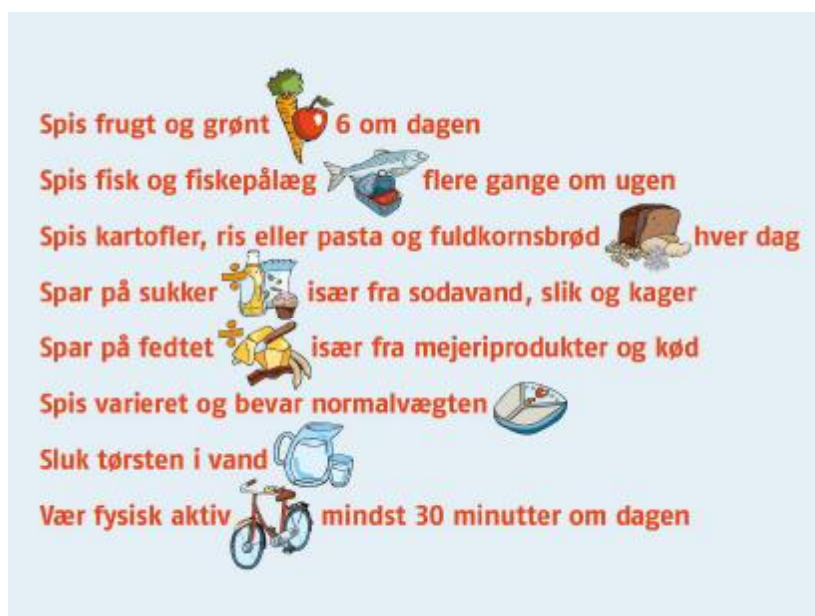 Spis frugt og grønt 6 om dagen
Spis fisk og fiskepålæg flere gange om ugen
Spis kartofler, ris eller pasta og fuldkornsbrød hver dag
Spar på sukker især fra sodavand, slik og kager
Spar på fedtet især fra mejeriprodukter og kød
Spis varieret og bevar normalvægten
Sluk tørsten i vand
Vær fysisk aktiv mindst 30 minutter om dagen